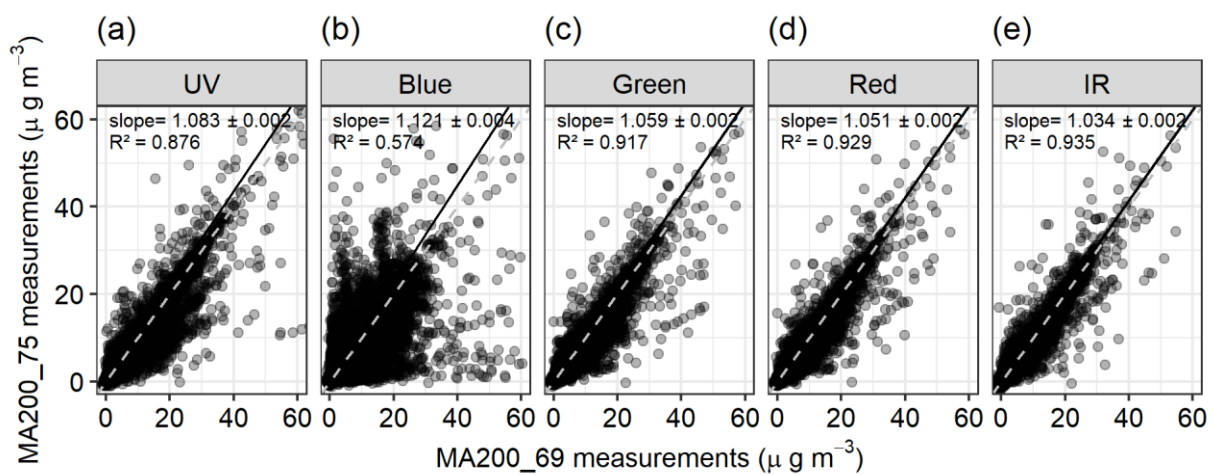 (a) (b) (c) (d) (e)
UV Blue Green Red IR
slope= 1.083 ± 0.002 slope= 1.121 ± 0.004 slope= 1.059 ± 0.002 slope= 1.051 ± 0.002 slope= 1.034 ± 0.002
R² = 0.876 R² = 0.574 R² = 0.917 R² = 0.929 R² = 0.935
MA200_75 measurements (μ g m⁻³)
60
40
20
0
0 20 40 60 0 20 40 60 0 20 40 60 0 20 40 60 0 20 40 60
MA200_69 measurements (μ g m⁻³)